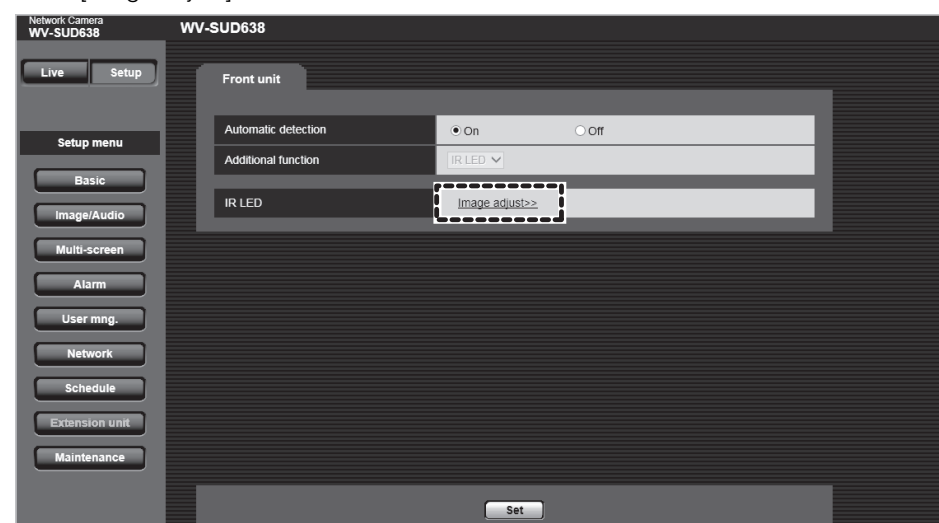 Network Camera
WV-SUD638
WV-SUD638
Live Setup
Front unit
Setup menu
Automatic detection On Off
Additional function IR LED
IR LED Image adjust>>
Basic
Image/Audio
Multi-screen
Alarm
User mng.
Network
Schedule
Extension unit
Maintenance
Set